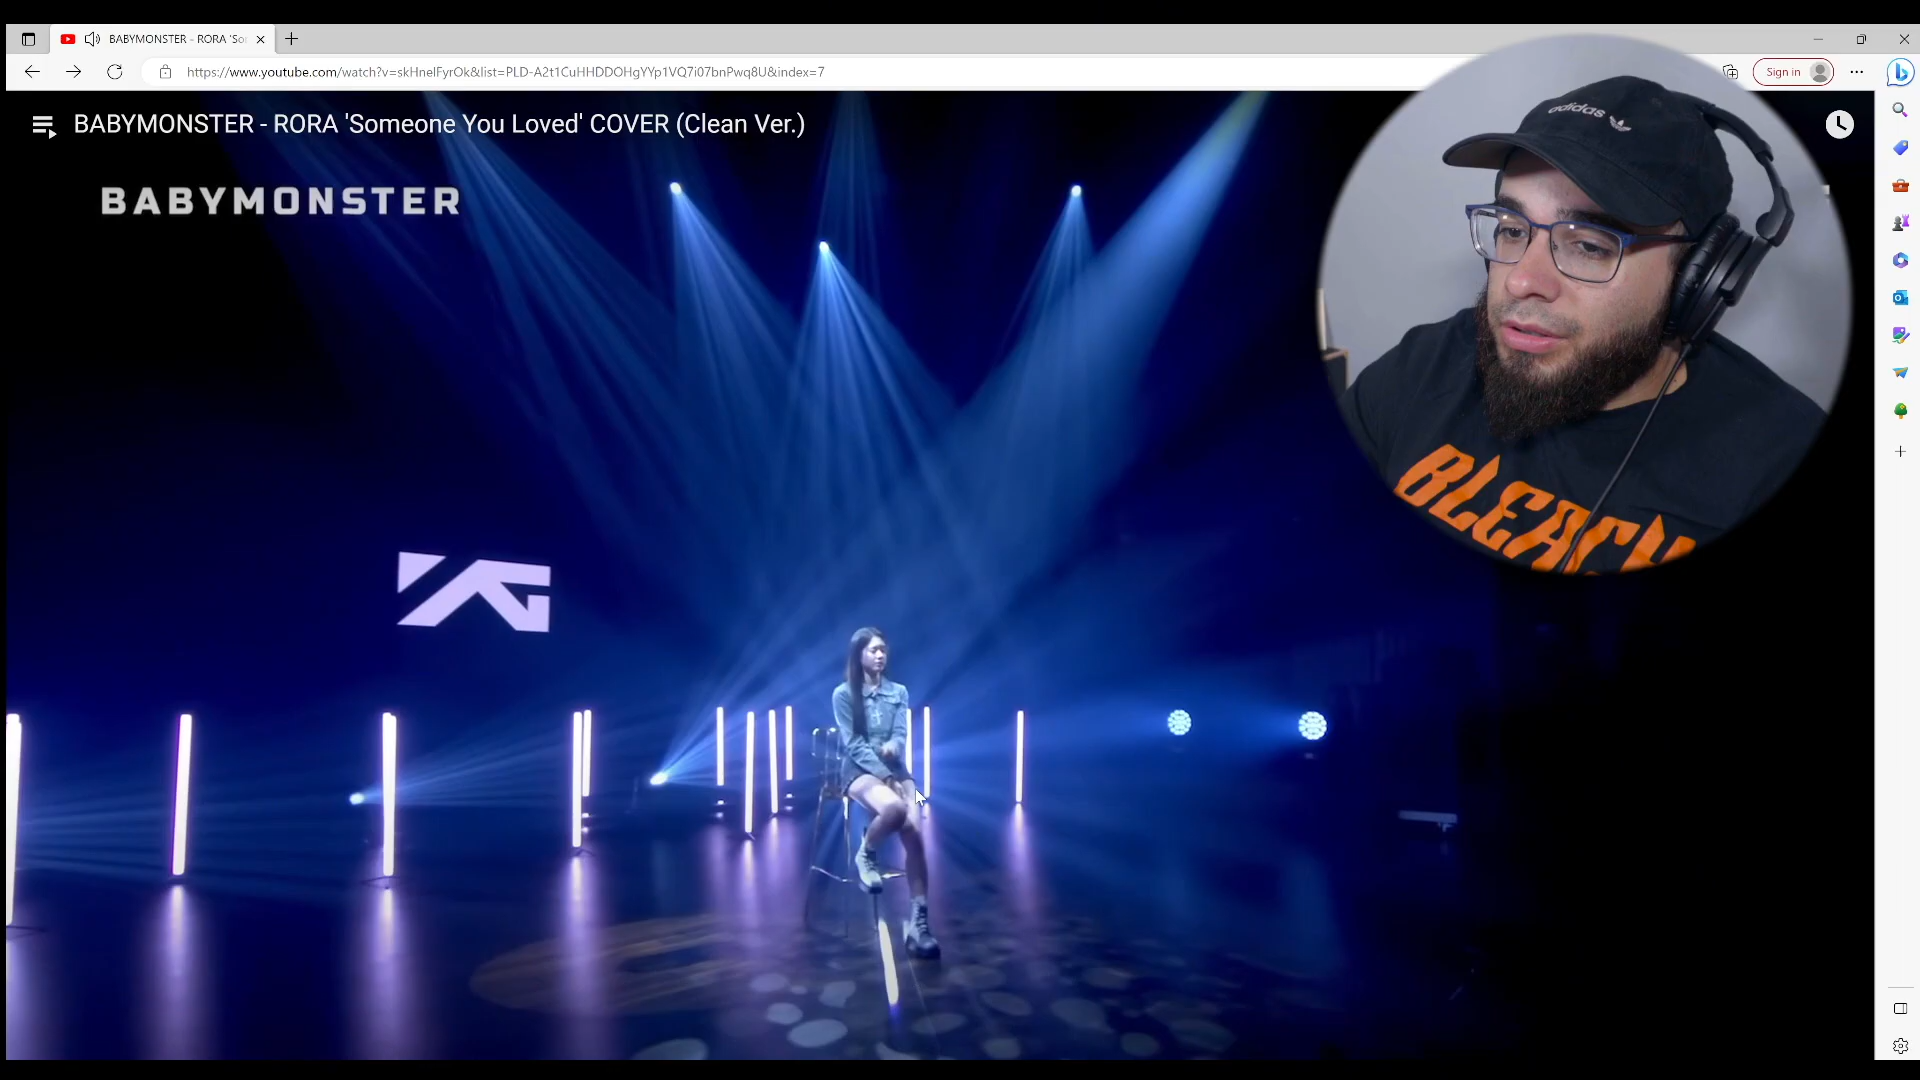 BABYMONSTER - RORA 'So
https://www.youtube.com/watch?v=skHnelFyrOk&list=PLD-A2t1CuHHDDOHgYYp1VQ7i07bnPwq8U&index=7
Sign in
BABYMONSTER - RORA 'Someone You Loved' COVER (Clean Ver.)
BABYMONSTER
adidas
BLEACH
YG